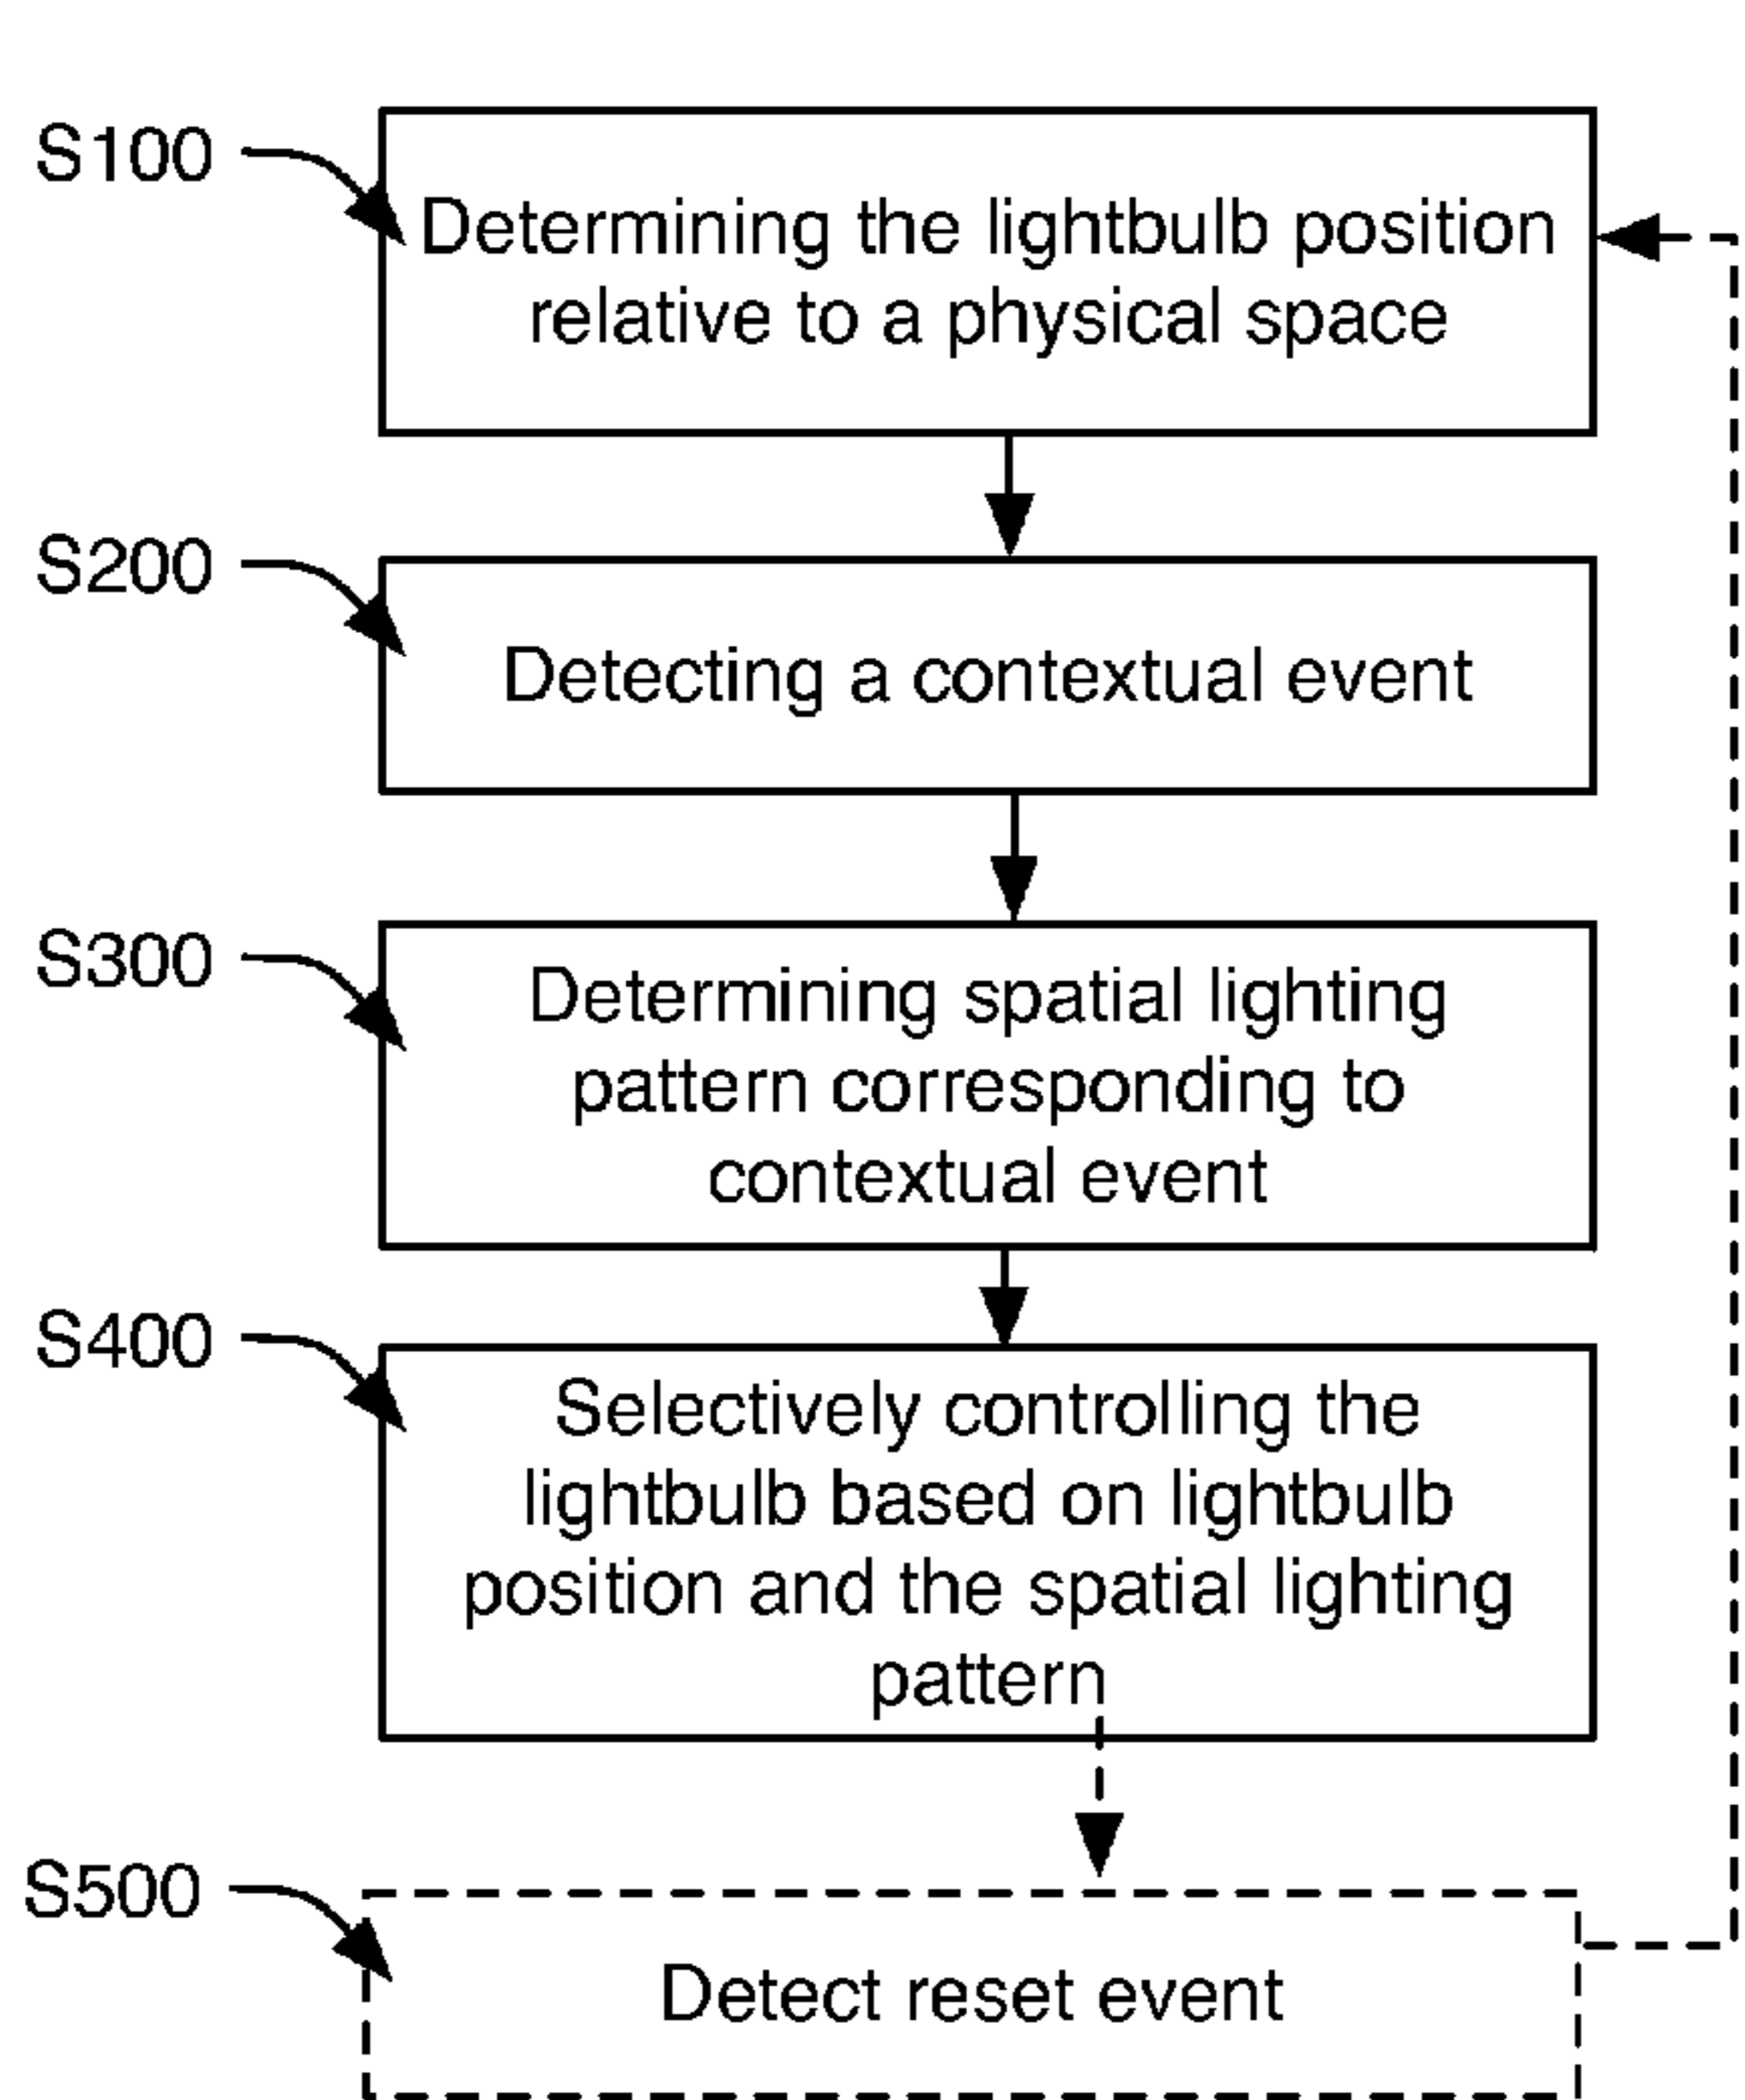 S100
Determining the lightbulb position
relative to a physical space
S200
Detecting a contextual event
S300
Determining spatial lighting
pattern corresponding to
contextual event
S400
Selectively controlling the
lightbulb based on lightbulb
position and the spatial lighting
pattern
S500
Detect reset event